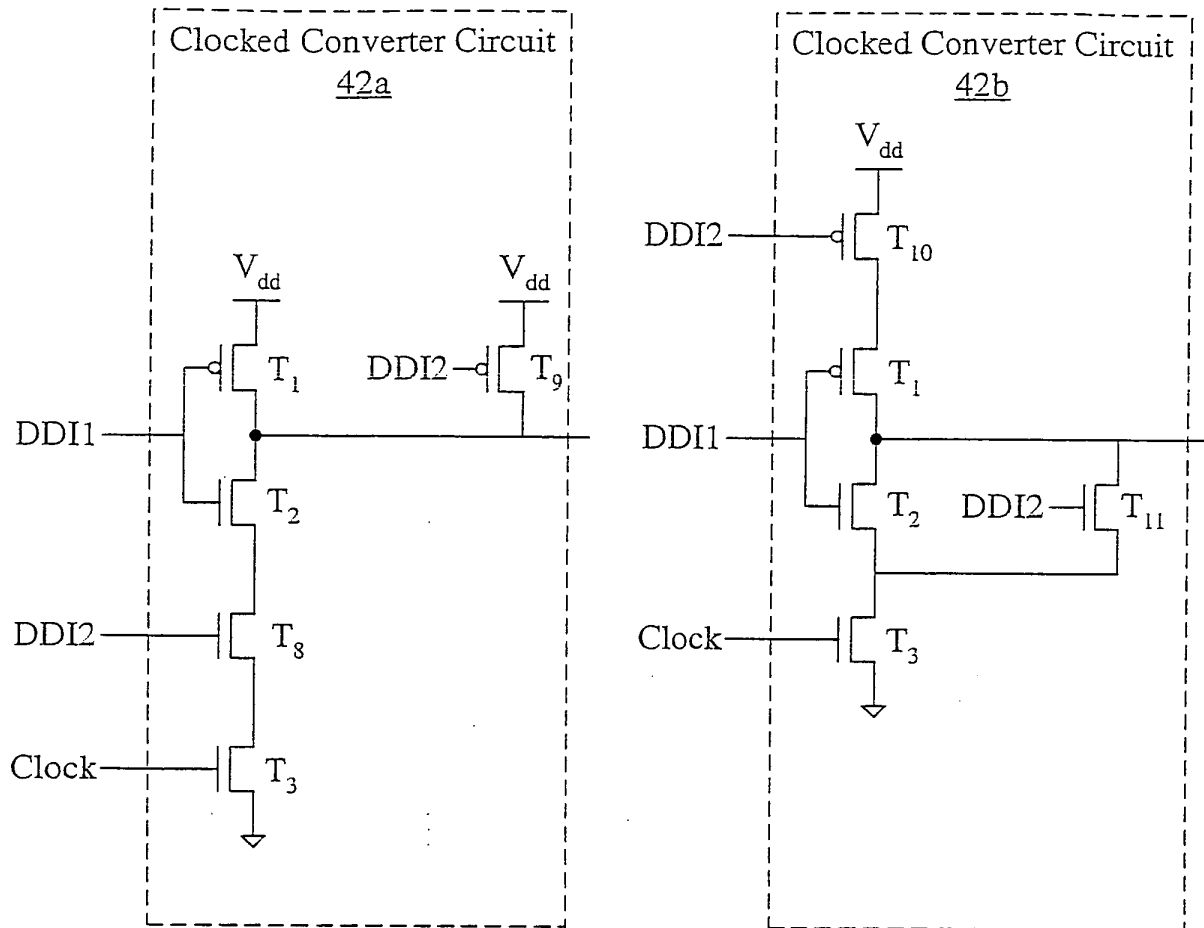 Clocked Converter Circuit
42a
Vdd
T1
Vdd
DDI2
T9
DDI1
T2
DDI2
T8
Clock
T3
Clocked Converter Circuit
42b
Vdd
DDI2
T10
T1
DDI1
T2
DDI2
T11
Clock
T3